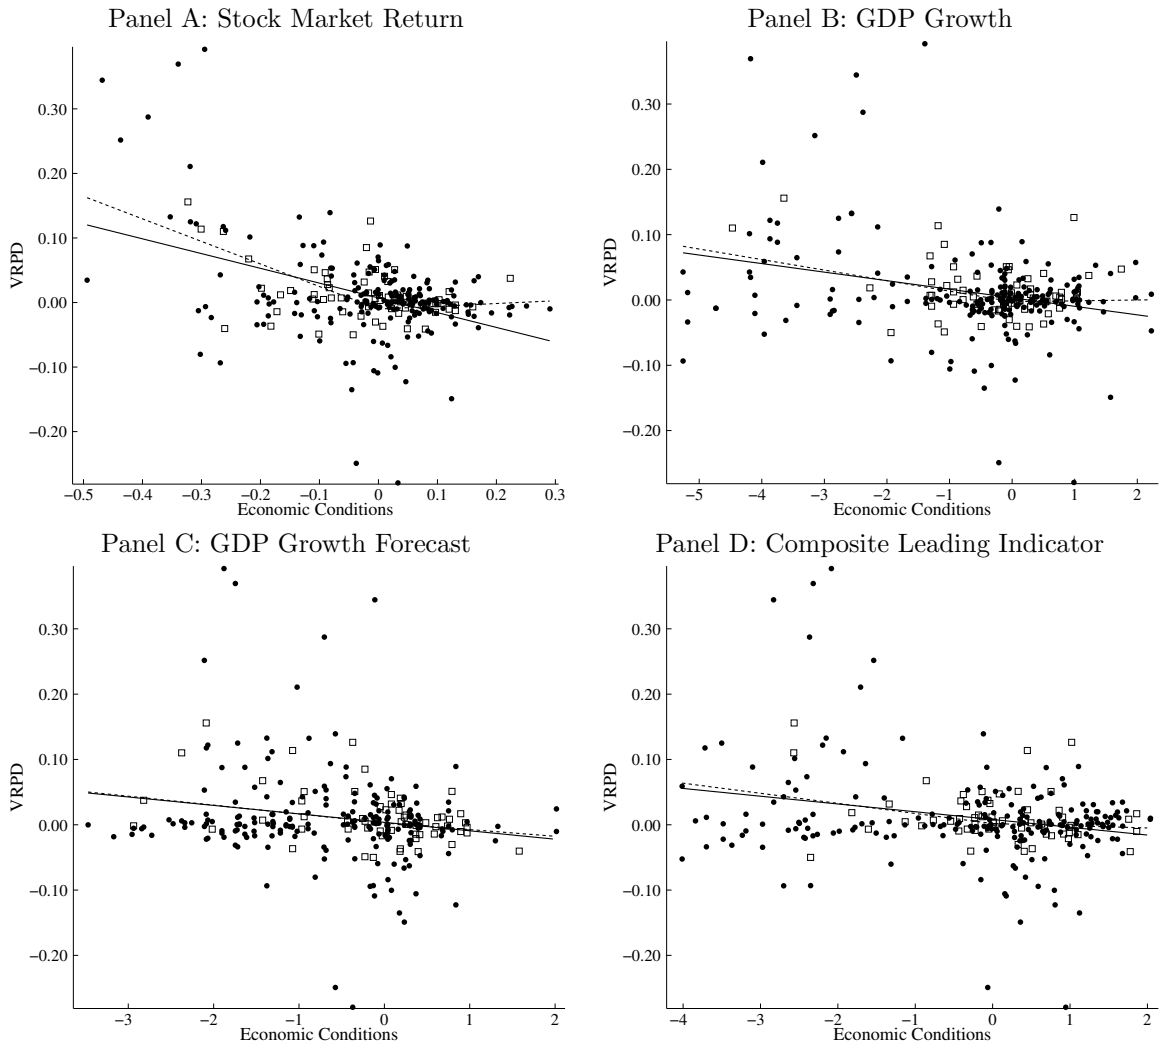 Panel A: Stock Market Return
VRPD
0.30
0.20
0.10
0.00
−0.10
−0.20
−0.5 −0.4 −0.3 −0.2 −0.1 0 0.1 0.2 0.3
Economic Conditions
Panel B: GDP Growth
VRPD
0.30
0.20
0.10
0.00
−0.10
−0.20
−5 −4 −3 −2 −1 0 1 2
Economic Conditions
Panel C: GDP Growth Forecast
VRPD
0.30
0.20
0.10
0.00
−0.10
−0.20
−3 −2 −1 0 1 2
Economic Conditions
Panel D: Composite Leading Indicator
VRPD
0.30
0.20
0.10
0.00
−0.10
−0.20
−4 −3 −2 −1 0 1 2
Economic Conditions